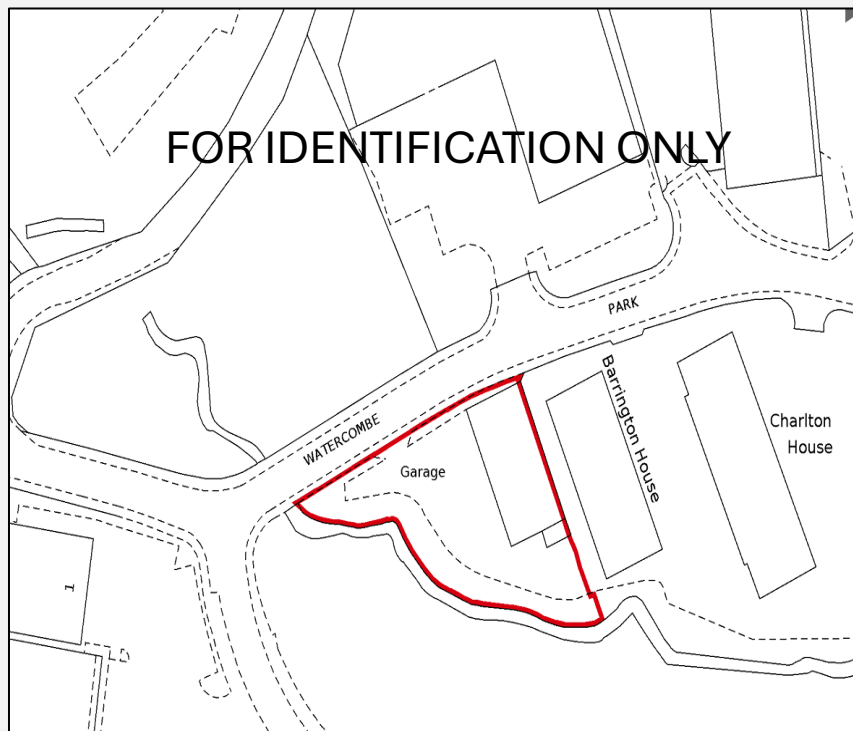 FOR IDENTIFICATION ONLY
PARK
WATERCOMBE
Barrington House
Charlton
House
Garage
1